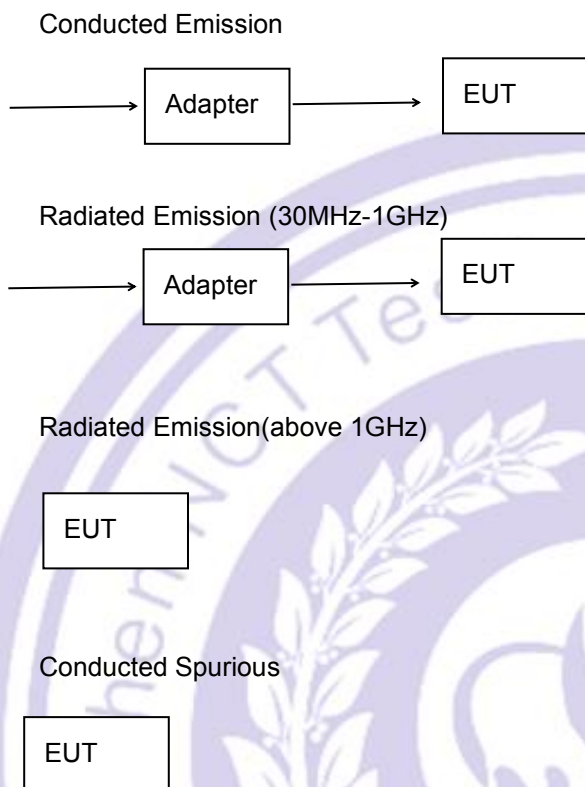 Conducted Emission
Adapter
EUT
Radiated Emission (30MHz-1GHz)
Adapter
EUT
Radiated Emission(above 1GHz)
EUT
Conducted Spurious
EUT